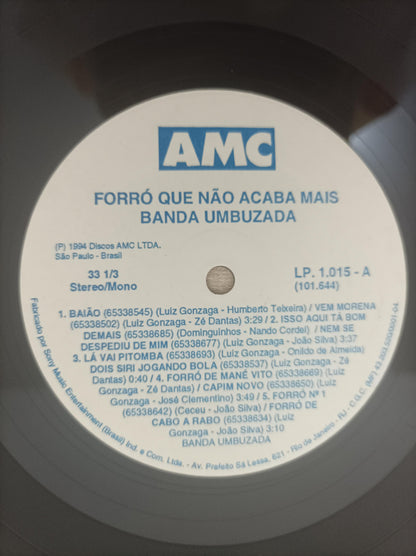 AMC
FORRÓ QUE NÃO ACABA MAIS
BANDA UMBUZADA
(P) 1994 Discos AMC LTDA.
São Paulo - Brasil
33 1/3
Stereo/Mono
LP. 1.015 - A
(101.644)
1. BAIÃO (65338545) (Luiz Gonzaga - Humberto Teixeira) / VEM MORENA
(65338502) (Luiz Gonzaga - Zé Dantas) 3:29 / 2. ISSO AQUI TÁ BOM
DEMAIS (65338685) (Dominguinhos - Nando Cordel) / NEM SE
DESPEDIU DE MIM (65338677) (Luiz Gonzaga - João Silva) 3:37
3. LÁ VAI PITOMBA (65338693) (Luiz Gonzaga - Onildo de Almeida)
DOIS SIRI JOGANDO BOLA (65338537) (Luiz Gonzaga - Zé
Dantas) 0:40 / 4. FORRÓ DE MANÉ VITO (65338669) (Luiz
Gonzaga - Zé Dantas) / CAPIM NOVO (65338650) (Luiz
Gonzaga - José Clementino) 3:49 / 5. FORRÓ Nº 1
(65338642) (Ceceu - João Silva) / FORRÓ DE
CABO A RABO (65338634) (Luiz
Gonzaga - João Silva) 3:10
BANDA UMBUZADA
Fabricado por Sony Music Entertainment (Brasil) Ind. e Com. Ltda. - Av. Prefeito Sá Lessa, 621 - Rio de Janeiro - RJ - C.G.C. (MF)